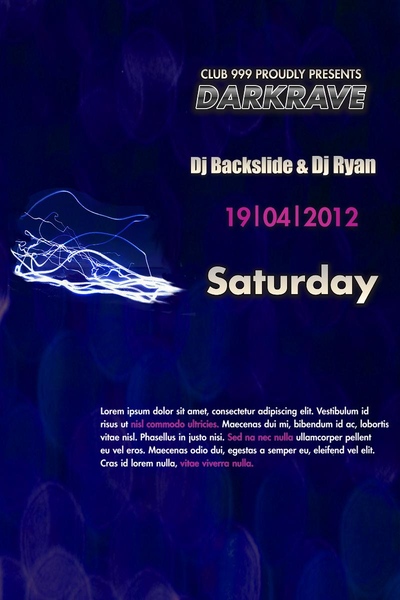 CLUB 999 PROUDLY PRESENTS
DARKRAVE
Dj Backslide & Dj Ryan
19|04|2012
Saturday
Lorem ipsum dolor sit amet, consectetur adipiscing elit. Vestibulum id
risus ut nisl commodo ultricies. Maecenas dui mi, bibendum id ac, lobortis
vitae nisl. Phasellus in justo nisi. Sed na nec nulla ullamcorper pellent
eu vel eros. Maecenas odio dui, egestas a semper eu, eleifend vel elit.
Cras id lorem nulla, vitae viverra nulla.